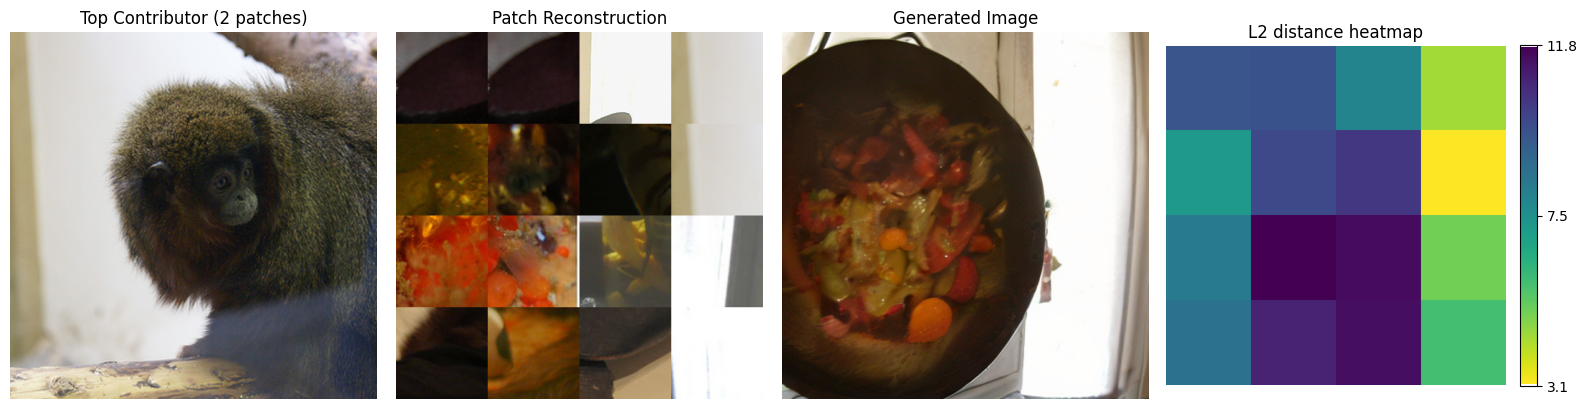 Top Contributor (2 patches)
Patch Reconstruction
Generated Image
L2 distance heatmap
11.8
7.5
3.1